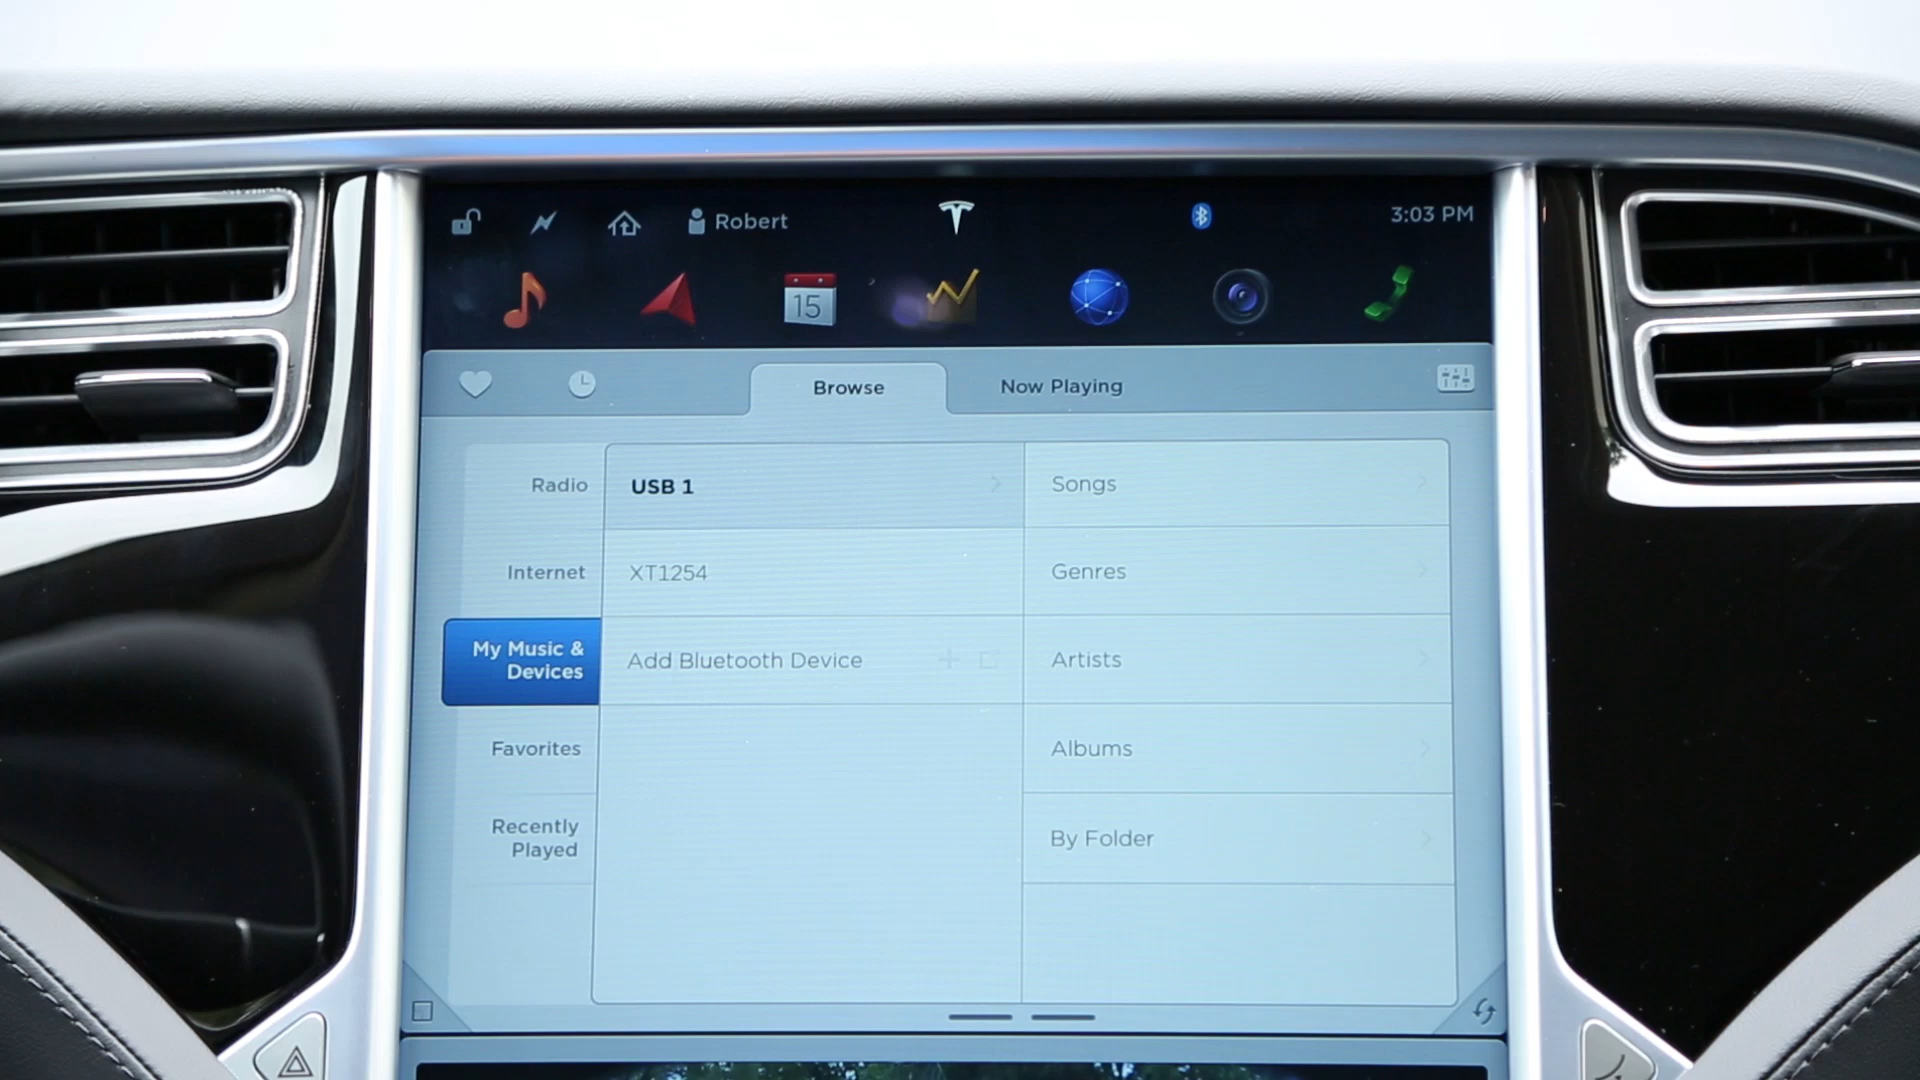 Robert
3:03 PM
15
Browse
Now Playing
Radio
Internet
My Music &
Devices
Favorites
Recently
Played
USB 1
XT1254
Add Bluetooth Device
Songs
Genres
Artists
Albums
By Folder